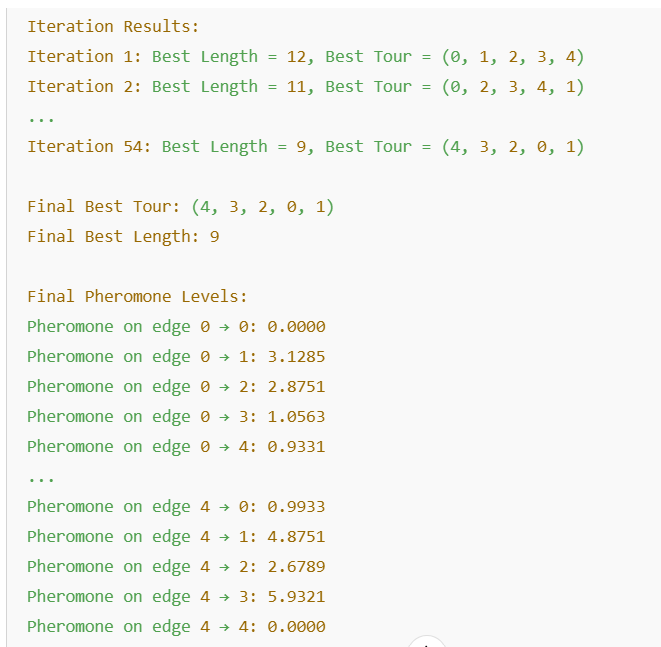 Iteration Results:
Iteration 1: Best Length = 12, Best Tour = (0, 1, 2, 3, 4)
Iteration 2: Best Length = 11, Best Tour = (0, 2, 3, 4, 1)
...
Iteration 54: Best Length = 9, Best Tour = (4, 3, 2, 0, 1)
Final Best Tour: (4, 3, 2, 0, 1)
Final Best Length: 9
Final Pheromone Levels:
Pheromone on edge 0 → 0: 0.0000
Pheromone on edge 0 → 1: 3.1285
Pheromone on edge 0 → 2: 2.8751
Pheromone on edge 0 → 3: 1.0563
Pheromone on edge 0 → 4: 0.9331
...
Pheromone on edge 4 → 0: 0.9933
Pheromone on edge 4 → 1: 4.8751
Pheromone on edge 4 → 2: 2.6789
Pheromone on edge 4 → 3: 5.9321
Pheromone on edge 4 → 4: 0.0000